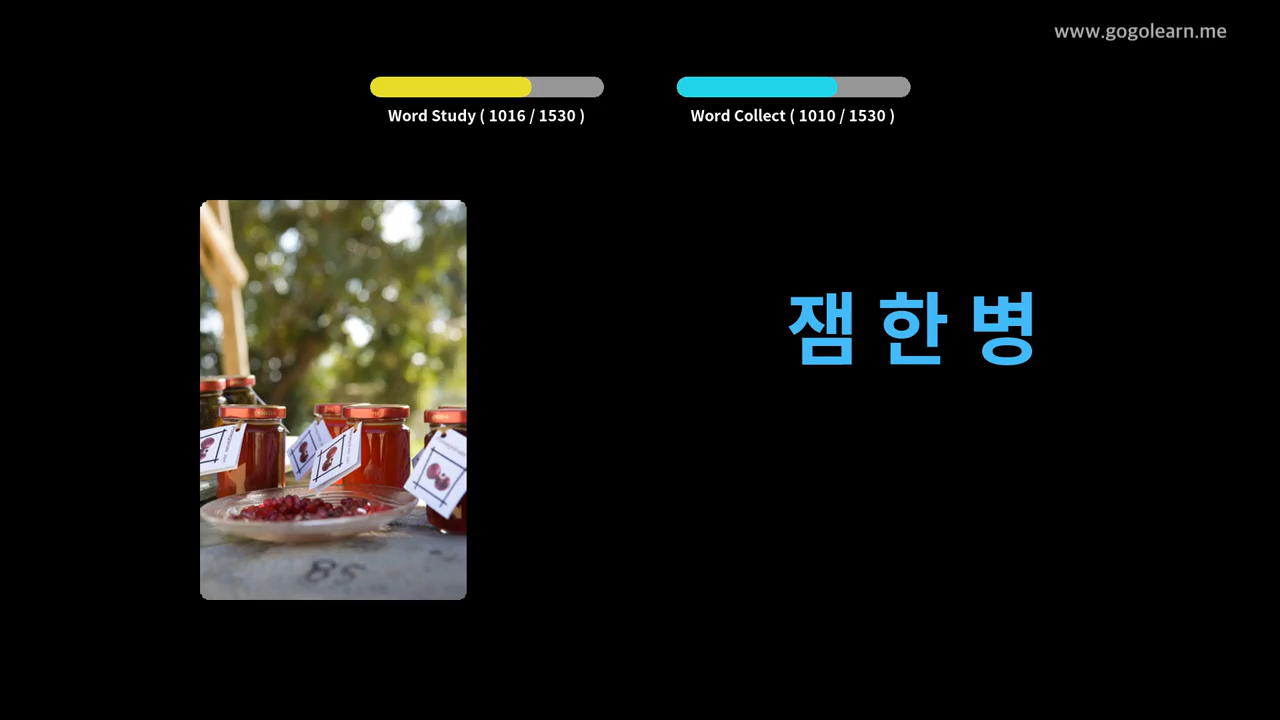 www.gogolearn.me
Word Study ( 1016 / 1530 )
Word Collect ( 1010 / 1530 )
잼 한 병
85